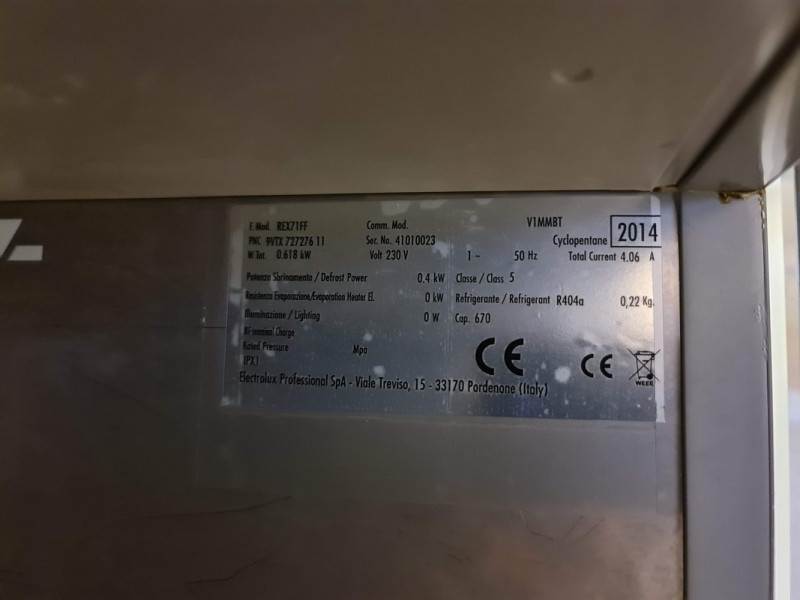 F. Mod. REX71FF Comm. Mod. V1MMBT
PNC 9VTX 727276 11 Ser. No. 41010023 Cyclopentane 2014
W Tot. 0.618 kW Volt 230 V 1 ~ 50 Hz Total Current 4.06 A
Potenza Sbrinamento / Defrost Power 0.4 kW Classe / Class 5
Resistenza Evaporazione/Evaporation Heater El. 0 kW Refrigerante / Refrigerant R404a 0,22 Kg.
Illuminazione / Lighting 0 W Cap. 670
Charge
Rated Pressure Mpa
IPX1
CE CE
WEEE
Electrolux Professional SpA - Viale Treviso, 15 - 33170 Pordenone (Italy)